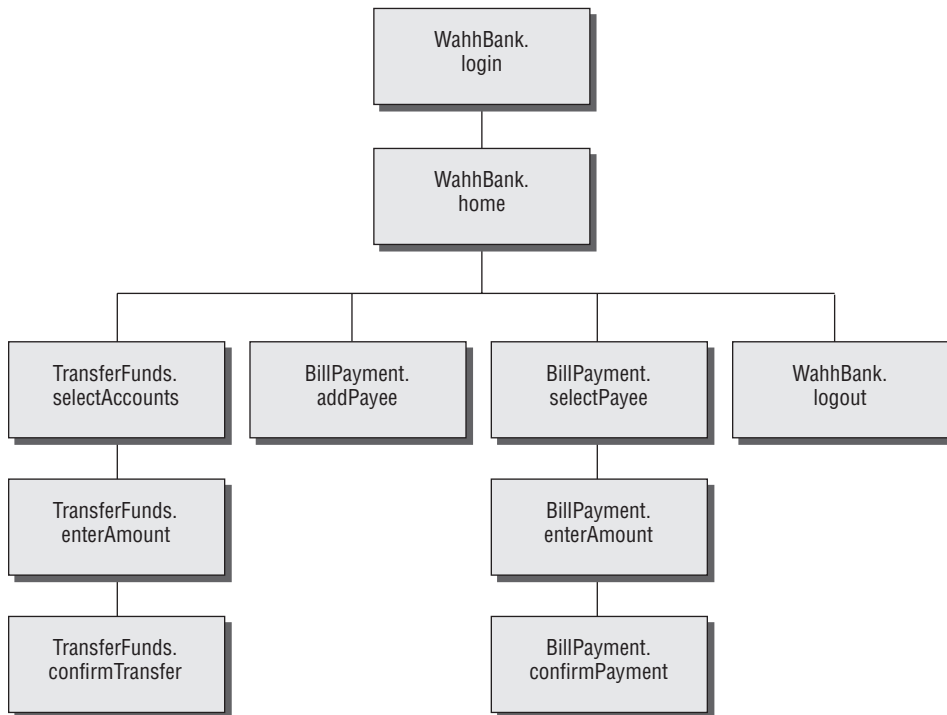 WahhBank.
login
WahhBank.
home
TransferFunds.
selectAccounts
BillPayment.
addPayee
BillPayment.
selectPayee
WahhBank.
logout
TransferFunds.
enterAmount
BillPayment.
enterAmount
TransferFunds.
confirmTransfer
BillPayment.
confirmPayment